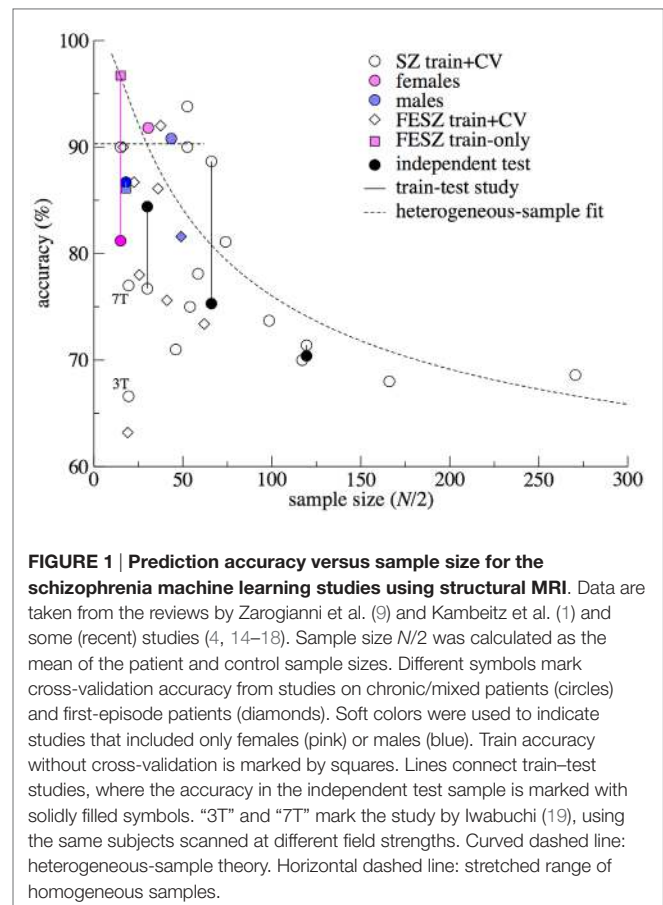 100
90
80
70
60
accuracy (%)
7T
3T
SZ train+CV
females
males
FESZ train+CV
FESZ train-only
independent test
train-test study
heterogeneous-sample fit
0
50
100
150
200
250
300
sample size (N/2)
FIGURE 1 | Prediction accuracy versus sample size for the
schizophrenia machine learning studies using structural MRI. Data are
taken from the reviews by Zarogianni et al. (9) and Kambeitz et al. (1) and
some (recent) studies (4, 14–18). Sample size N/2 was calculated as the
mean of the patient and control sample sizes. Different symbols mark
cross-validation accuracy from studies on chronic/mixed patients (circles)
and first-episode patients (diamonds). Soft colors were used to indicate
studies that included only females (pink) or males (blue). Train accuracy
without cross-validation is marked by squares. Lines connect train–test
studies, where the accuracy in the independent test sample is marked with
solidly filled symbols. “3T” and “7T” mark the study by Iwabuchi (19), using
the same subjects scanned at different field strengths. Curved dashed line:
heterogeneous-sample theory. Horizontal dashed line: stretched range of
homogeneous samples.